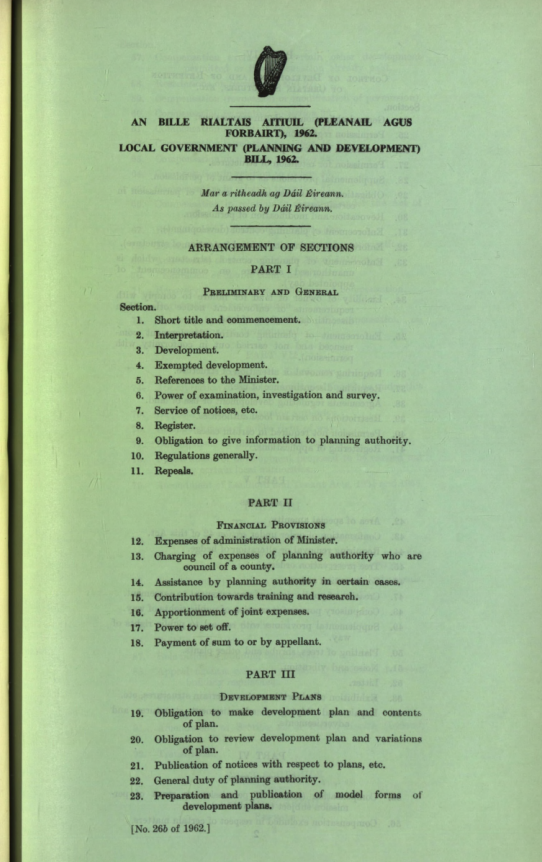 AN BILLE RIALTAIS AITIUIL (PLEANAIL AGUS
FORBAIRT), 1962.
LOCAL GOVERNMENT (PLANNING AND DEVELOPMENT)
BILL, 1962.
Mar a ritheadh ag Dáil Éireann.
As passed by Dáil Éireann.
ARRANGEMENT OF SECTIONS
PART I
PRELIMINARY AND GENERAL
Section.
1. Short title and commencement.
2. Interpretation.
3. Development.
4. Exempted development.
5. References to the Minister.
6. Power of examination, investigation and survey.
7. Service of notices, etc.
8. Register.
9. Obligation to give information to planning authority.
10. Regulations generally.
11. Repeals.
PART II
FINANCIAL PROVISIONS
12. Expenses of administration of Minister.
13. Charging of expenses of planning authority who are
council of a county.
14. Assistance by planning authority in certain cases.
15. Contribution towards training and research.
16. Apportionment of joint expenses.
17. Power to set off.
18. Payment of sum to or by appellant.
PART III
DEVELOPMENT PLANS
19. Obligation to make development plan and contents
of plan.
20. Obligation to review development plan and variations
of plan.
21. Publication of notices with respect to plans, etc.
22. General duty of planning authority.
23. Preparation and publication of model forms of
development plans.
[No. 26b of 1962.]